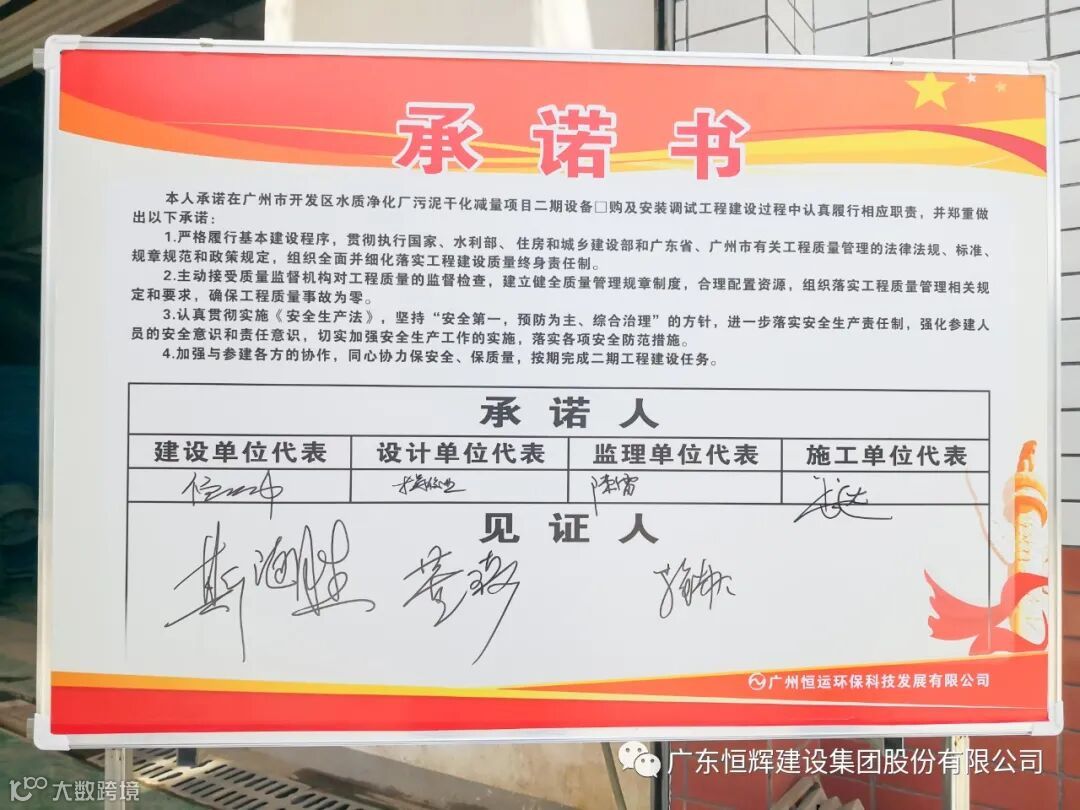 承诺书
本人承诺在广州市开发区水质净化厂污泥干化减量项目二期设备□购及安装调试工程建设过程中认真履行相应职责，并郑重做
出以下承诺：
1.严格履行基本建设程序，贯彻执行国家、水利部、住房和城乡建设部和广东省、广州市有关工程质量管理的法律法规、标准、
规章规范和政策规定，组织全面并细化落实工程建设质量终身责任制。
2.主动接受质量监督机构对工程质量的监督检查，建立健全质量管理规章制度，合理配置资源，组织落实工程质量管理相关规
定和要求，确保工程质量事故为零。
3.认真贯彻实施《安全生产法》，坚持“安全第一，预防为主、综合治理”的方针，进一步落实安全生产责任制，强化参建人
员的安全意识和责任意识，切实加强安全生产工作的实施，落实各项安全防范措施。
4.加强与参建各方的协作，同心协力保安全、保质量，按期完成二期工程建设任务。
承诺人
建设单位代表 设计单位代表 监理单位代表 施工单位代表
见证人
广州恒运环保科技发展有限公司
广东恒辉建设集团股份有限公司
大数跨境